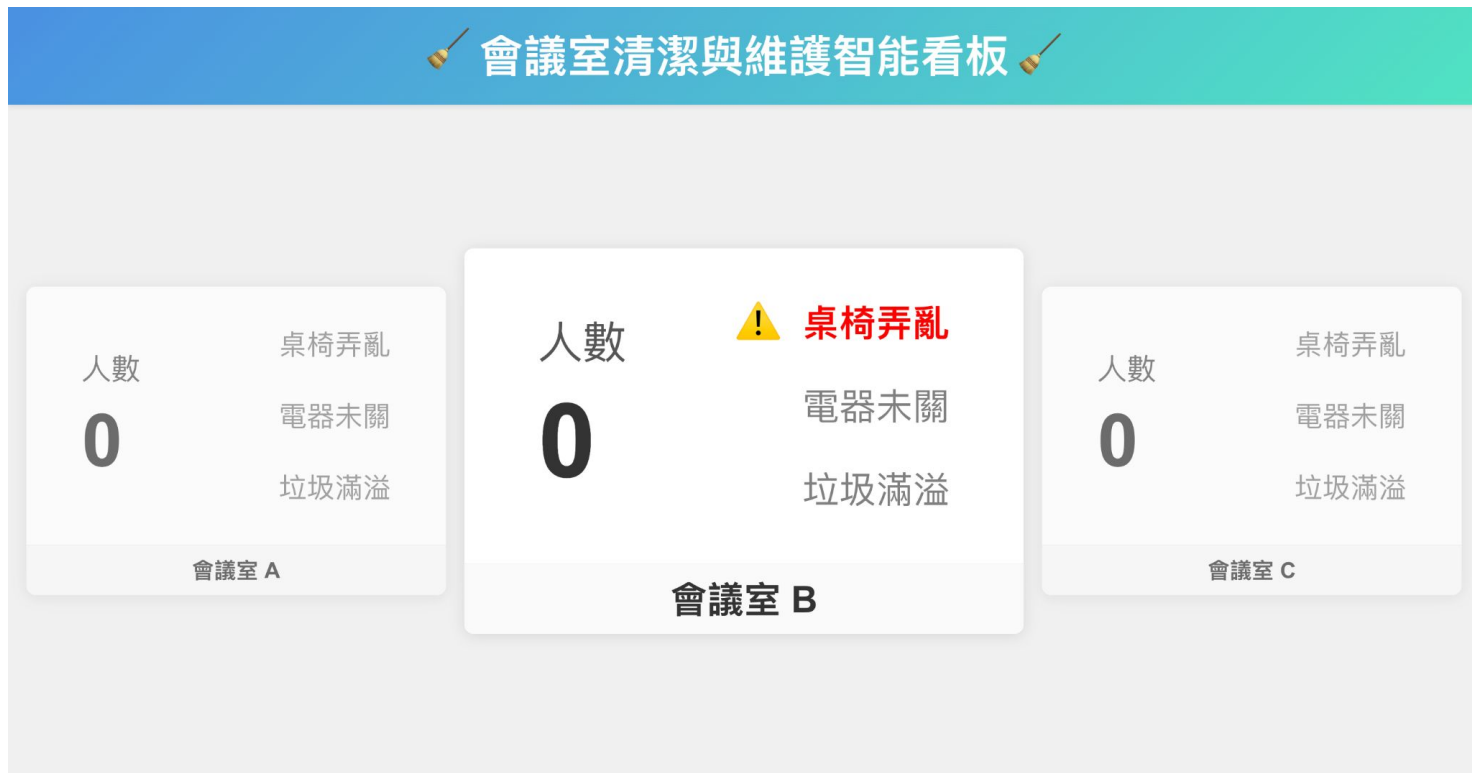 🧹 會議室清潔與維護智能看板 🧹
人數
0
桌椅弄亂
電器未關
垃圾滿溢
會議室 A
人數
0
⚠️ 桌椅弄亂
電器未關
垃圾滿溢
會議室 B
人數
0
桌椅弄亂
電器未關
垃圾滿溢
會議室 C